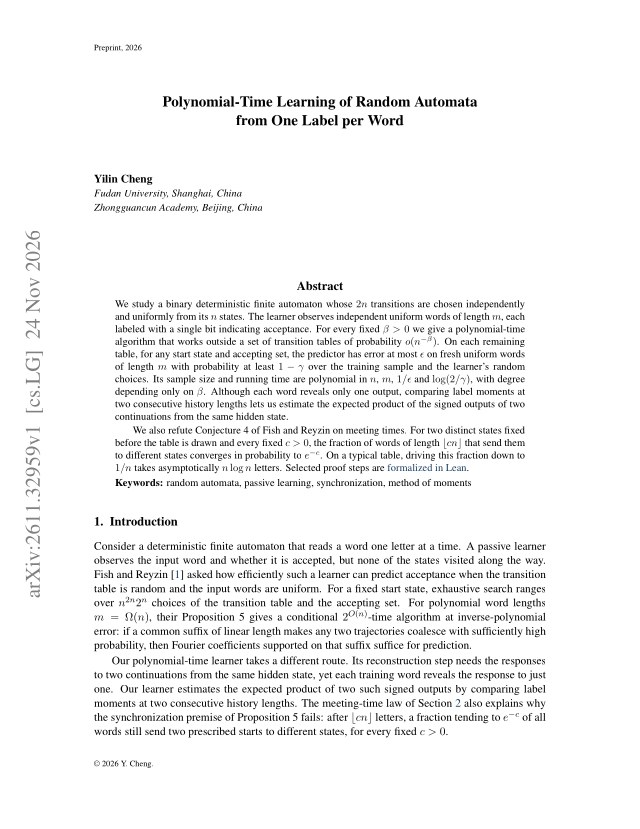 Preprint, 2026
Polynomial-Time Learning of Random Automata
from One Label per Word
Yilin Cheng
Fudan University, Shanghai, China
Zhongguancun Academy, Beijing, China
arXiv:2611.32959v1 [cs.LG] 24 Nov 2026
Abstract
We study a binary deterministic finite automaton whose 2n transitions are chosen independently
and uniformly from its n states. The learner observes independent uniform words of length m, each
labeled with a single bit indicating acceptance. For every fixed β > 0 we give a polynomial-time
algorithm that works outside a set of transition tables of probability o(n^{-β}). On each remaining
table, for any start state and accepting set, the predictor has error at most ϵ on fresh uniform words
of length m with probability at least 1 − γ over the training sample and the learner's random
choices. Its sample size and running time are polynomial in n, m, 1/ϵ and log(2/γ), with degree
depending only on β. Although each word reveals only one output, comparing label moments at
two consecutive history lengths lets us estimate the expected product of the signed outputs of two
continuations from the same hidden state.
We also refute Conjecture 4 of Fish and Reyzin on meeting times. For two distinct states fixed
before the table is drawn and every fixed c > 0, the fraction of words of length ⌊cn⌋ that send them
to different states converges in probability to e^{-c}. On a typical table, driving this fraction down to
1/n takes asymptotically n log n letters. Selected proof steps are formalized in Lean.
Keywords: random automata, passive learning, synchronization, method of moments
1. Introduction
Consider a deterministic finite automaton that reads a word one letter at a time. A passive learner
observes the input word and whether it is accepted, but none of the states visited along the way.
Fish and Reyzin [1] asked how efficiently such a learner can predict acceptance when the transition
table is random and the input words are uniform. For a fixed start state, exhaustive search ranges
over n^{2n}2^n choices of the transition table and the accepting set. For polynomial word lengths
m = Ω(n), their Proposition 5 gives a conditional 2^{O(n)}-time algorithm at inverse-polynomial
error: if a common suffix of linear length makes any two trajectories coalesce with sufficiently high
probability, then Fourier coefficients supported on that suffix suffice for prediction.
Our polynomial-time learner takes a different route. Its reconstruction step needs the responses
to two continuations from the same hidden state, yet each training word reveals the response to just
one. Our learner estimates the expected product of two such signed outputs by comparing label
moments at two consecutive history lengths. The meeting-time law of Section 2 also explains why
the synchronization premise of Proposition 5 fails: after ⌊cn⌋ letters, a fraction tending to e^{-c} of all
words still send two prescribed starts to different states, for every fixed c > 0.
© 2026 Y. Cheng.